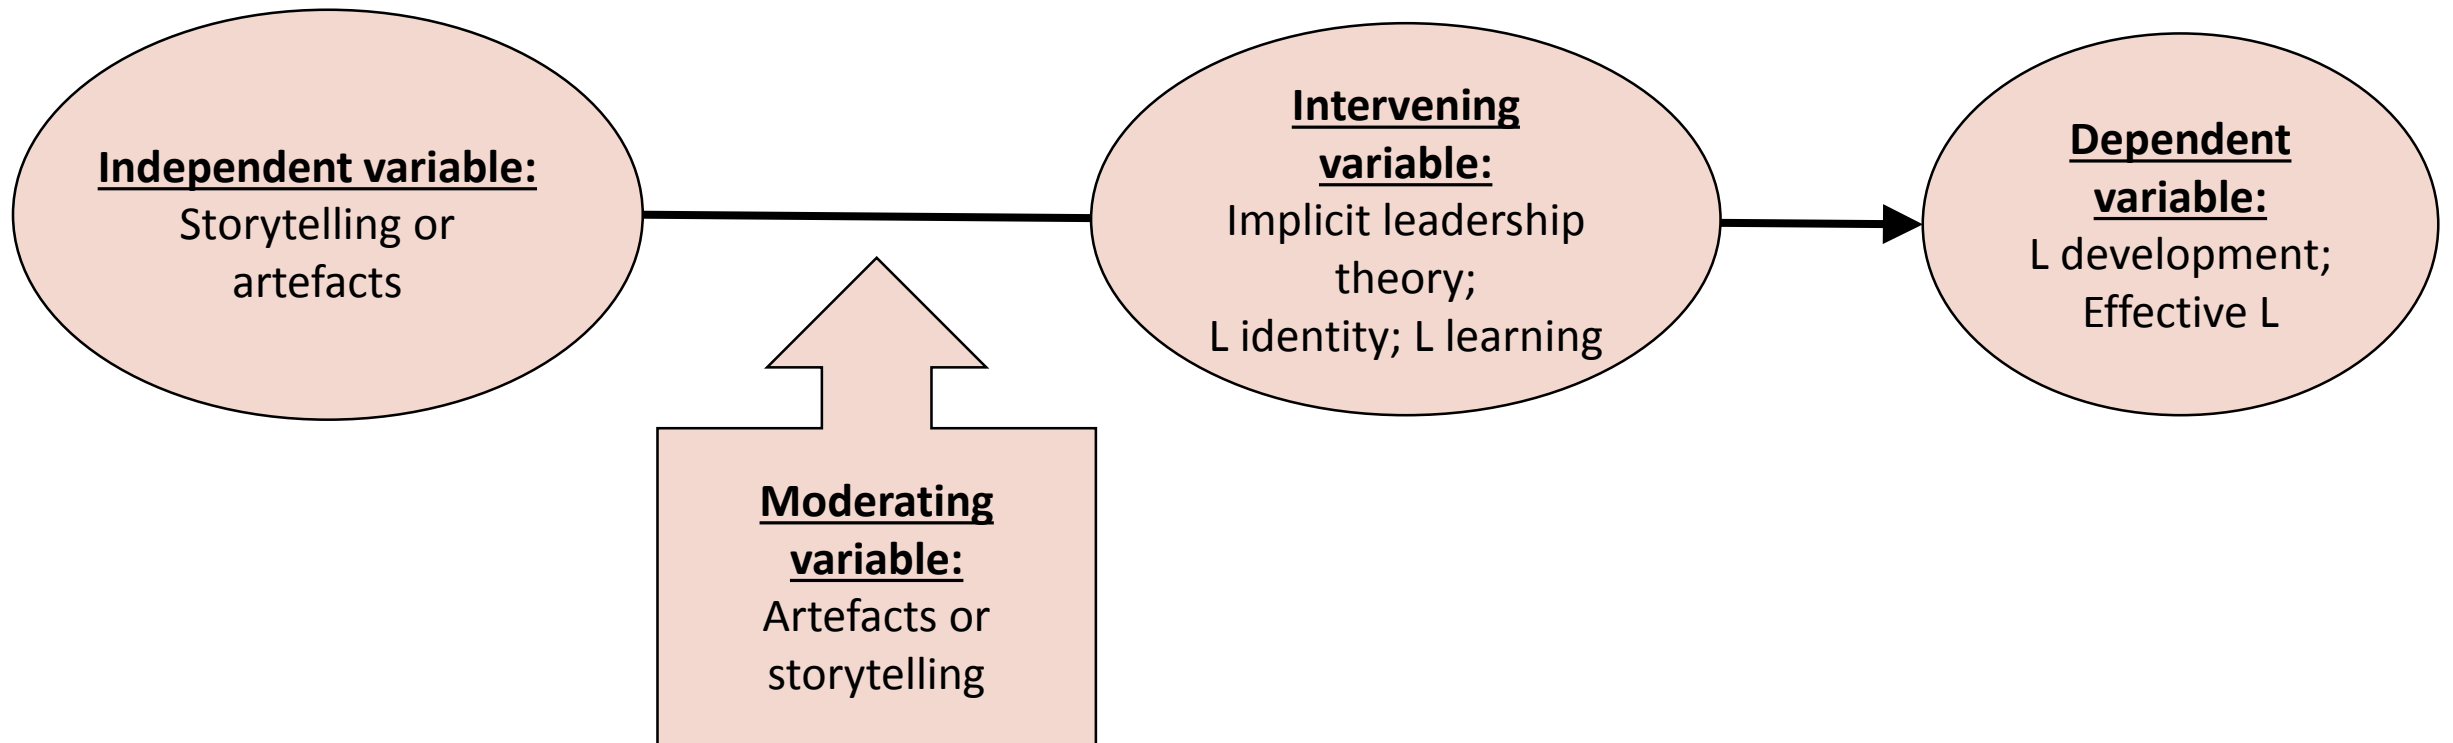 Independent variable:
Storytelling or
artefacts
Intervening
variable:
Implicit leadership
theory;
L identity; L learning
Dependent
variable:
L development;
Effective L
Moderating
variable:
Artefacts or
storytelling